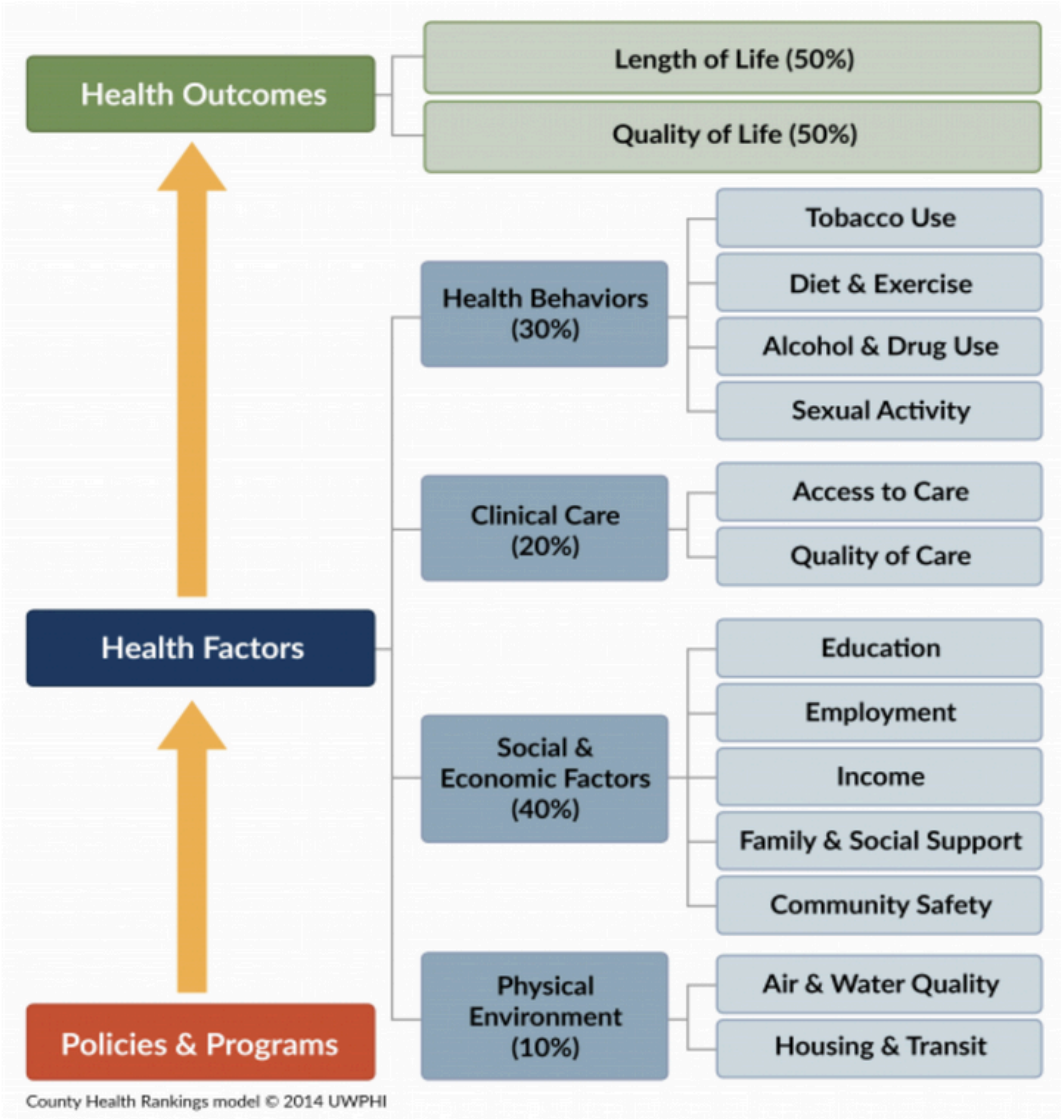 Health Outcomes
Length of Life (50%)
Quality of Life (50%)
Health Factors
Health Behaviors
(30%)
Tobacco Use
Diet & Exercise
Alcohol & Drug Use
Sexual Activity
Clinical Care
(20%)
Access to Care
Quality of Care
Social &
Economic Factors
(40%)
Education
Employment
Income
Family & Social Support
Community Safety
Physical
Environment
(10%)
Air & Water Quality
Housing & Transit
Policies & Programs
County Health Rankings model © 2014 UWPHI